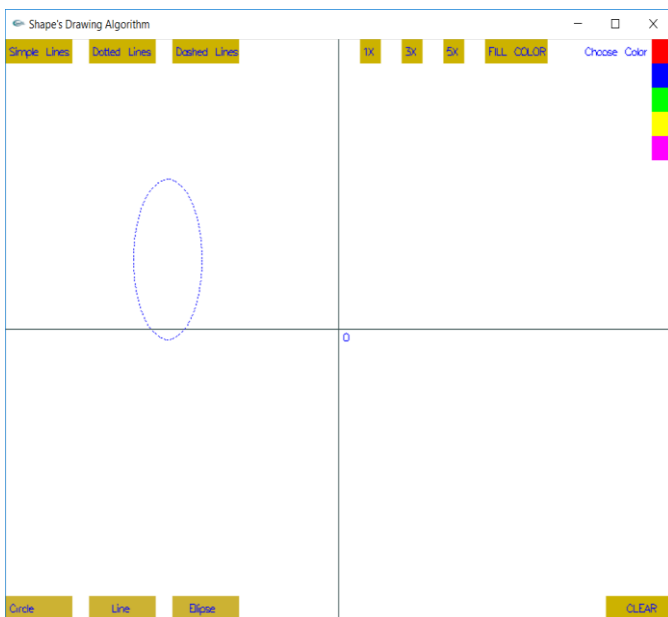 Shape's Drawing Algorithm
Simple Lines Dotted Lines Dashed Lines 1X 3X 5X FILL COLOR Choose Color
0
Circle Line Ellipse CLEAR